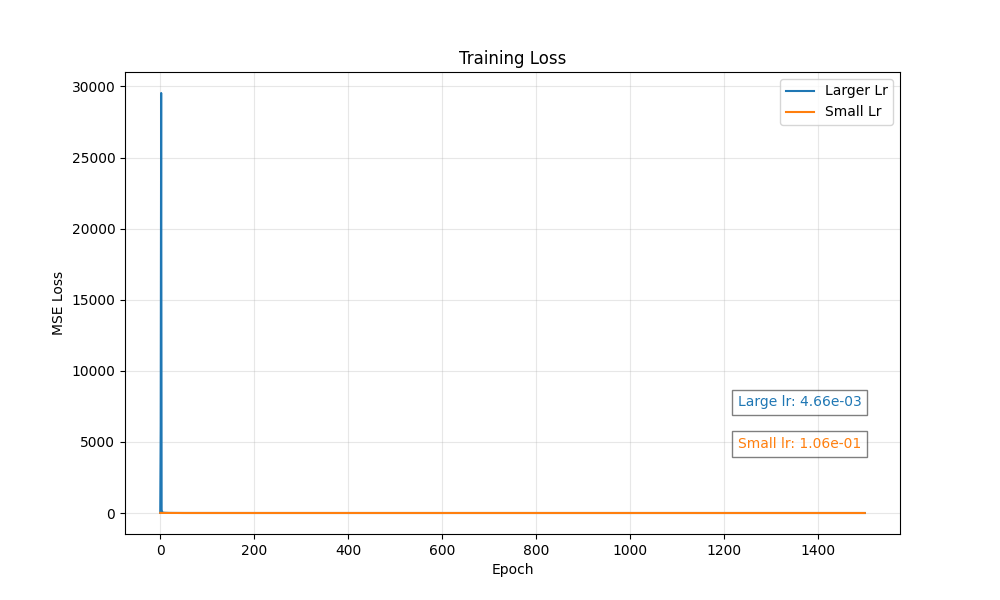 Training Loss
30000
25000
20000
15000
10000
5000
0
MSE Loss
Larger Lr
Small Lr
Large lr: 4.66e-03
Small lr: 1.06e-01
0 200 400 600 800 1000 1200 1400
Epoch